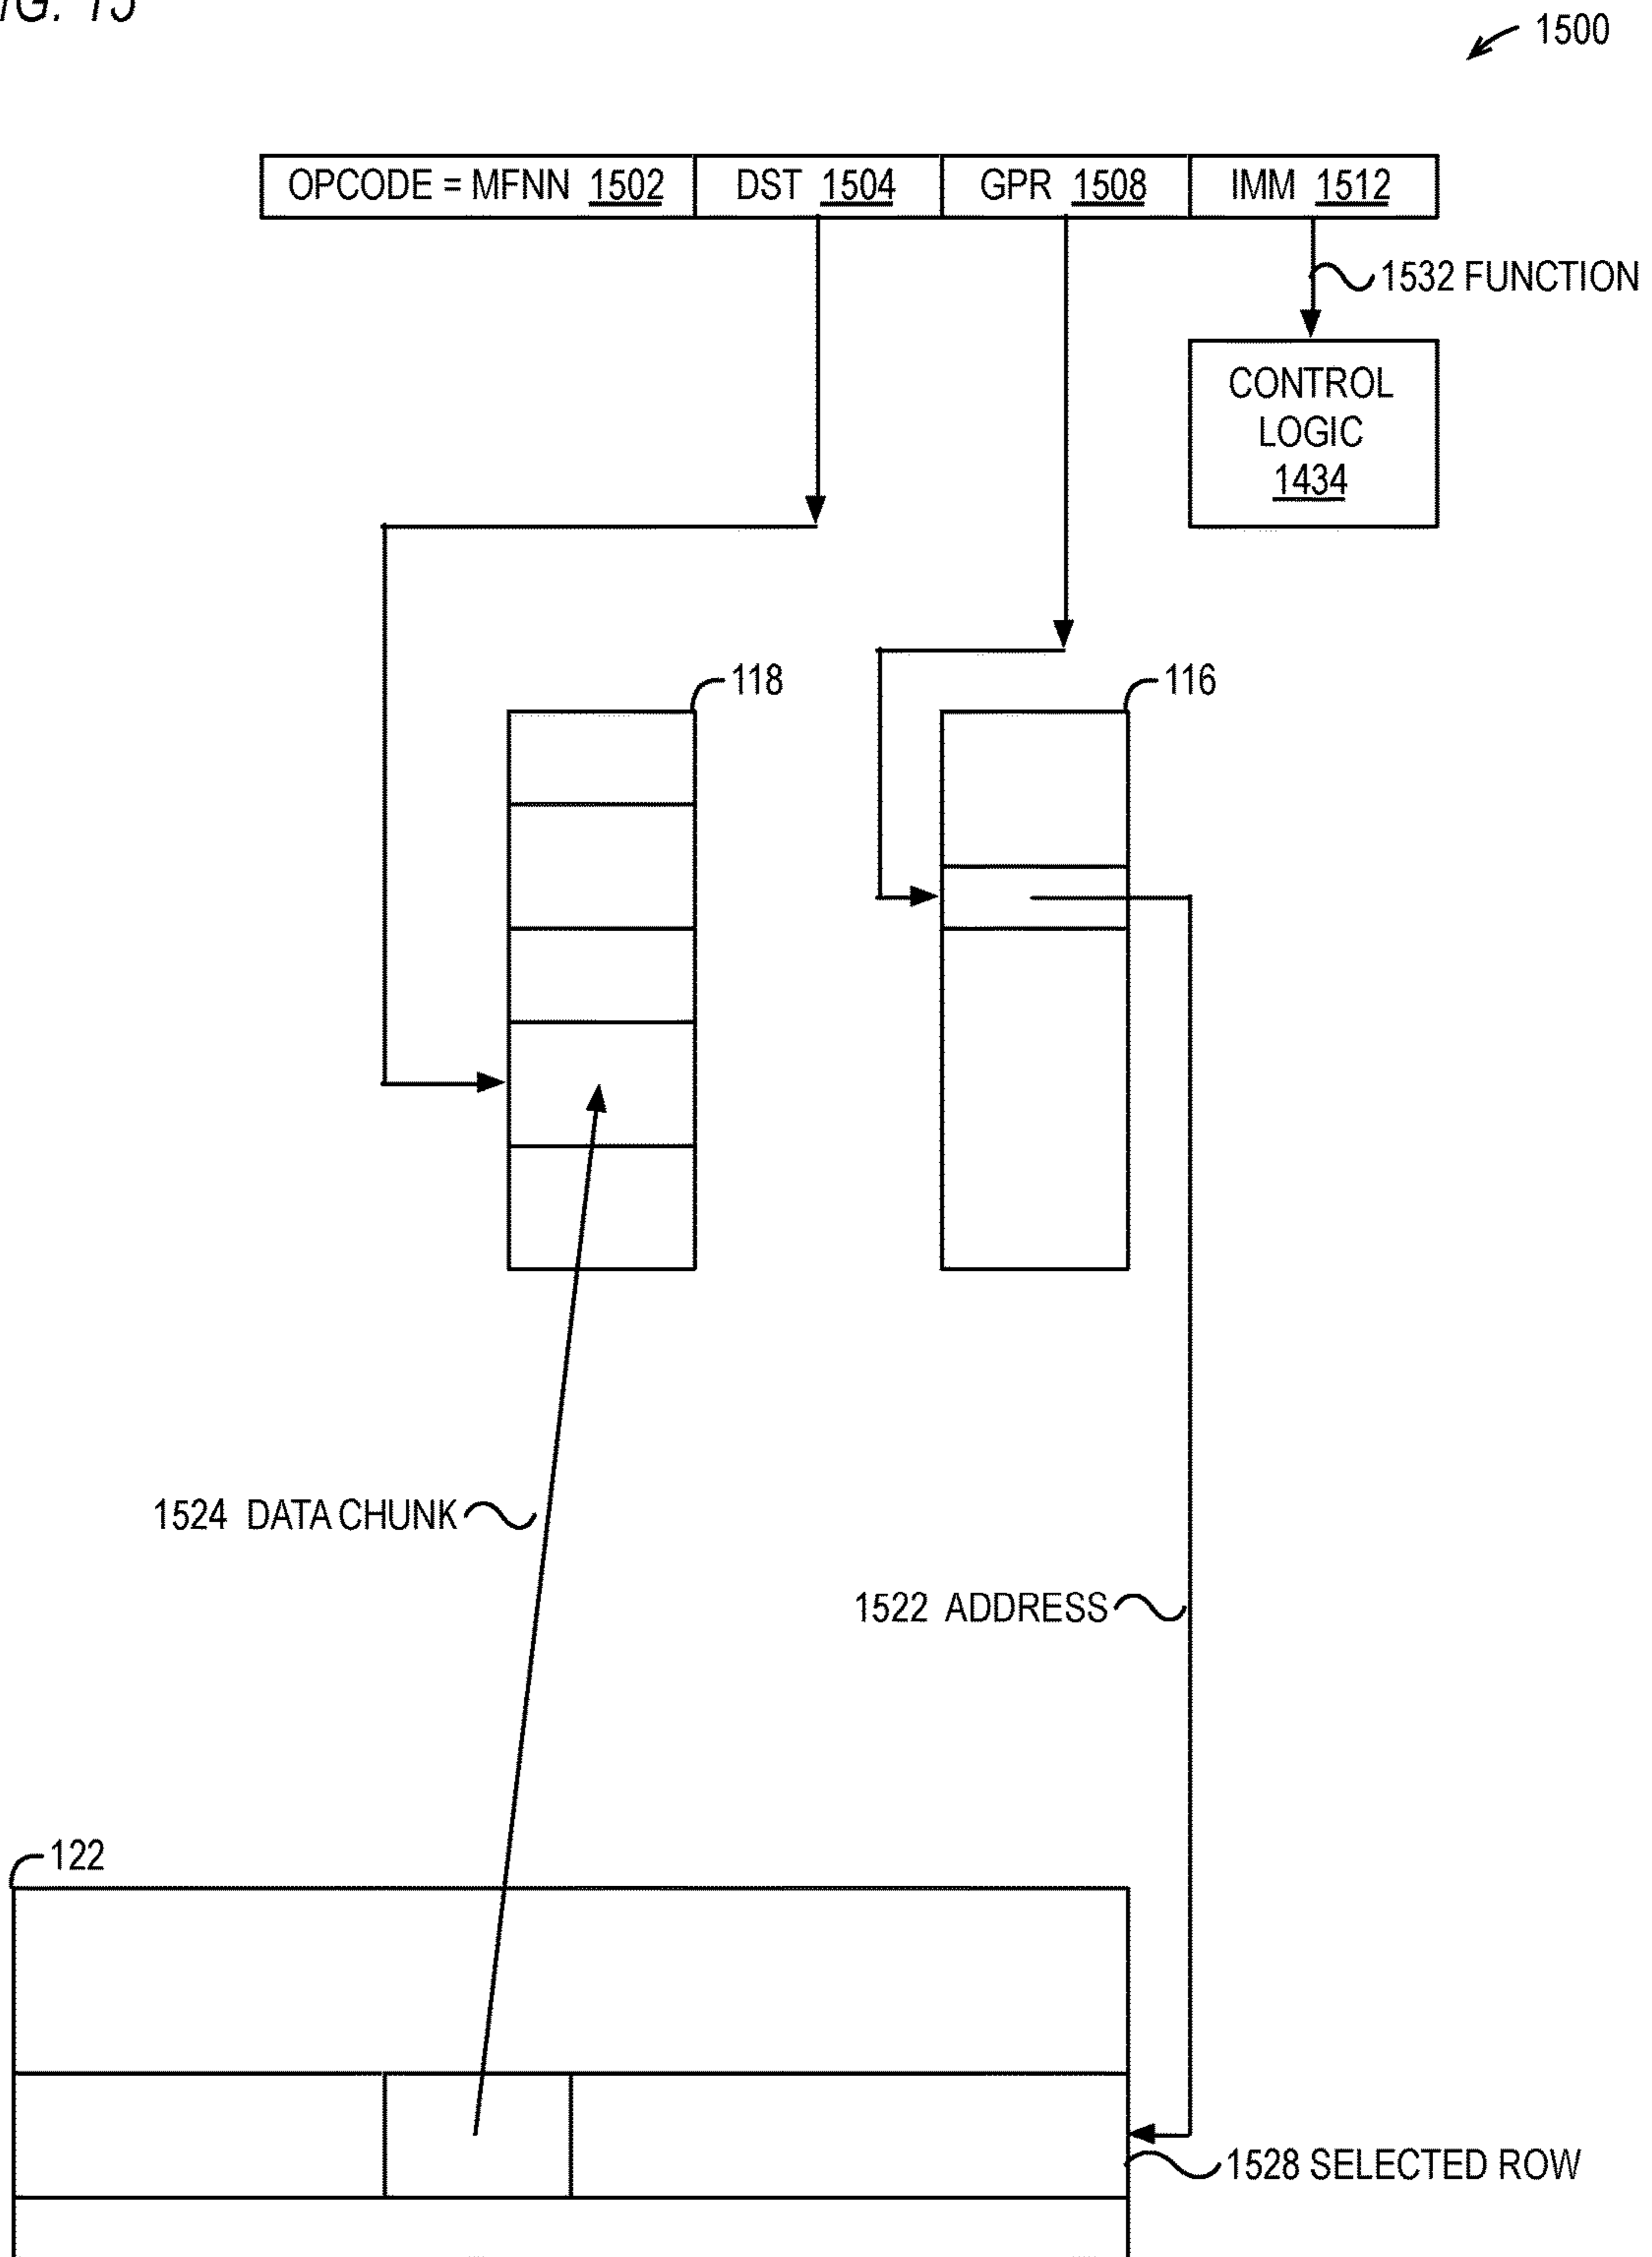 IG. 15
1500
OPCODE = MFNN 1502 DST 1504 GPR 1508 IMM 1512
1532 FUNCTION
CONTROL
LOGIC
1434
118
116
1524 DATA CHUNK
1522 ADDRESS
122
1528 SELECTED ROW